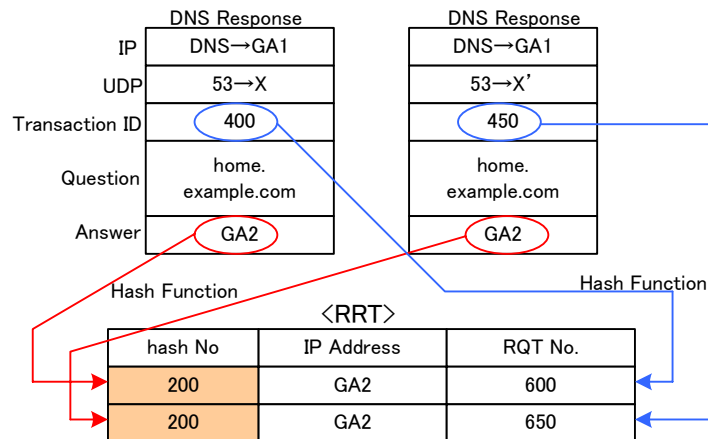 DNS Response
DNS Response
IP
DNS→GA1
DNS→GA1
UDP
53→X
53→X’
Transaction ID
400
450
Question
home.
example.com
home.
example.com
Answer
GA2
GA2
Hash Function
Hash Function
<RRT>
hash No
IP Address
RQT No.
200
GA2
600
200
GA2
650